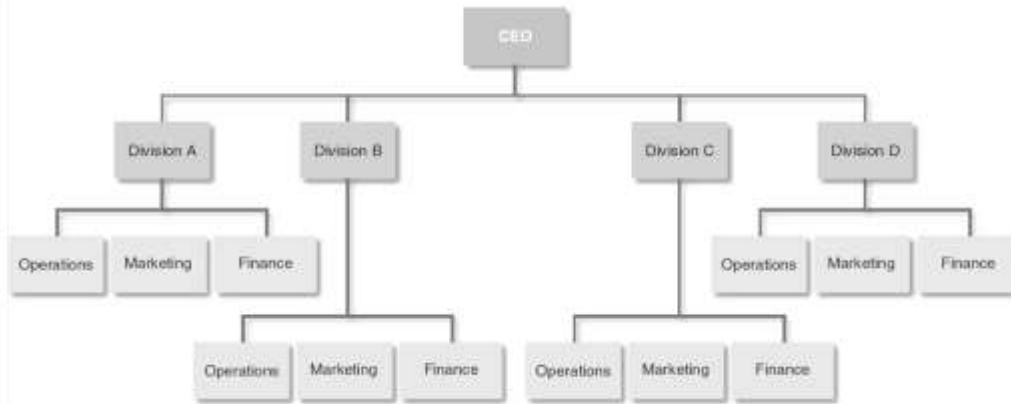 CEO
Division A
Division B
Division C
Division D
Operations
Marketing
Finance
Operations
Marketing
Finance
Operations
Marketing
Finance
Operations
Marketing
Finance